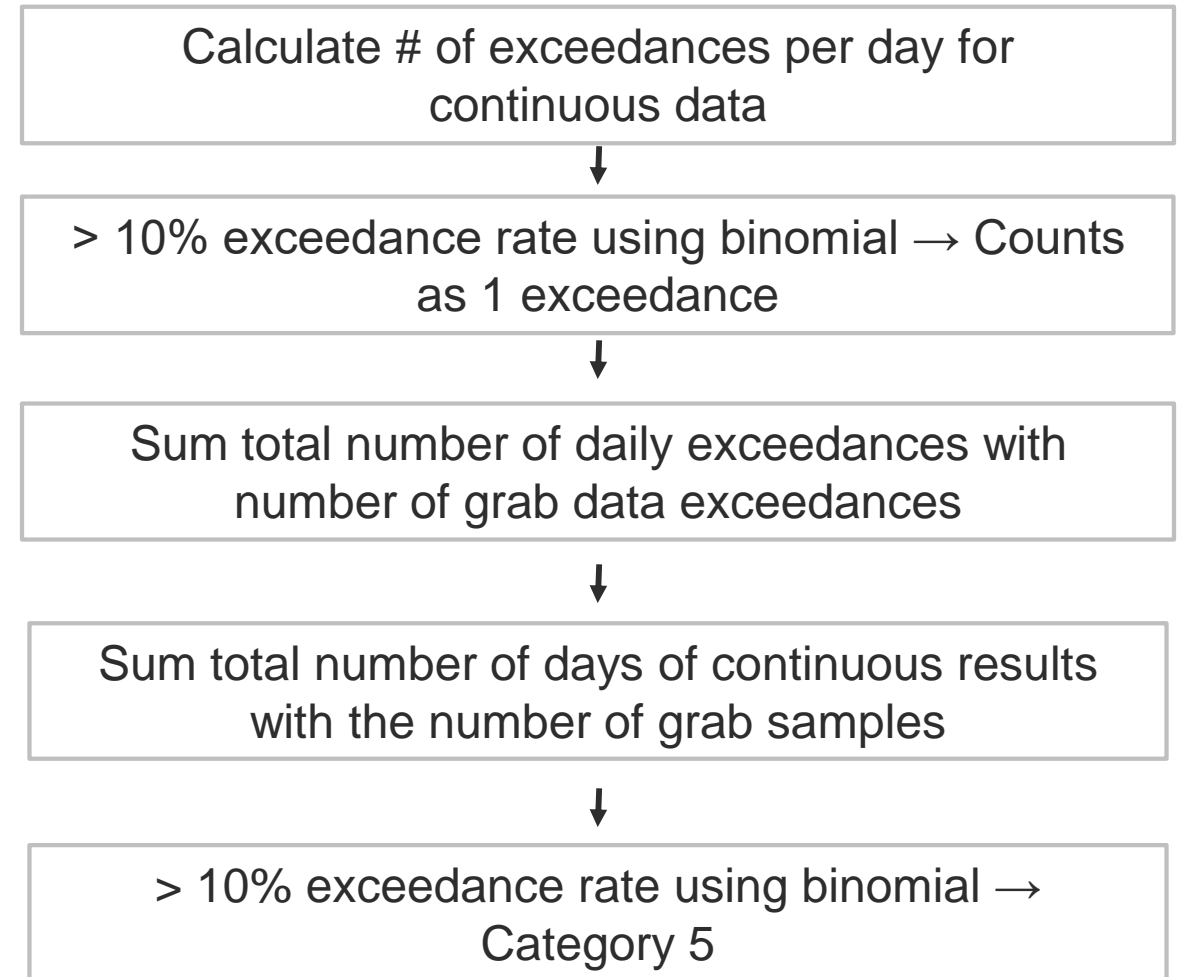 Calculate # of exceedances per day for
continuous data
> 10% exceedance rate using binomial → Counts
as 1 exceedance
Sum total number of daily exceedances with
number of grab data exceedances
Sum total number of days of continuous results
with the number of grab samples
> 10% exceedance rate using binomial →
Category 5